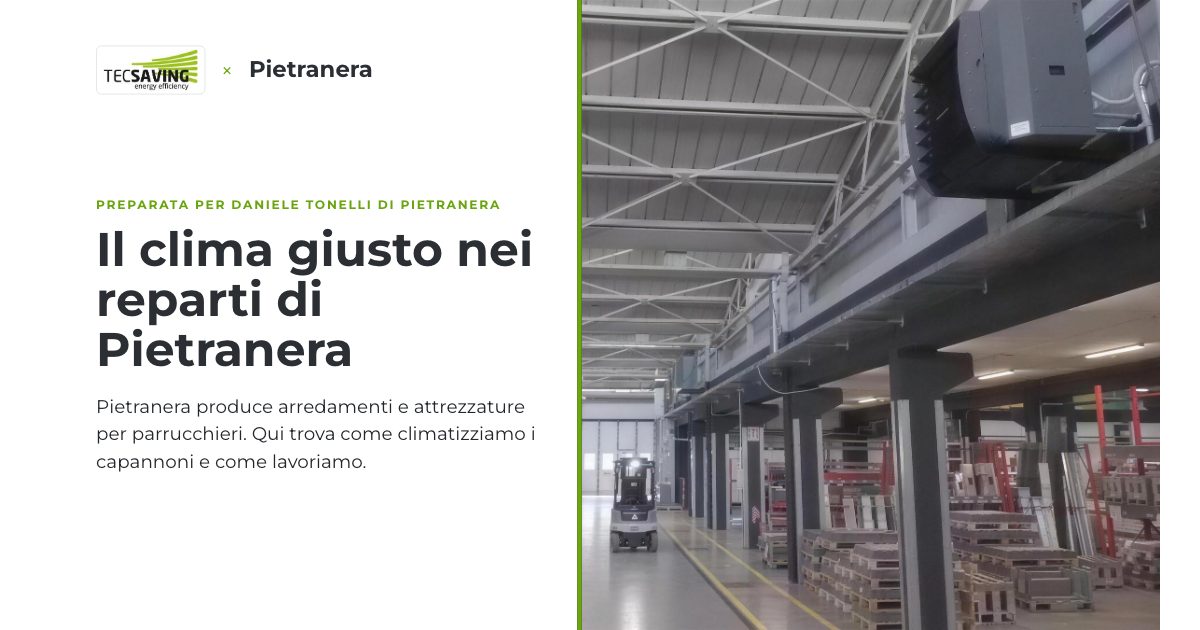 TECSAVING
energy efficiency
× Pietranera
PREPARATA PER DANIELE TONELLI DI PIETRANERA
Il clima giusto nei
reparti di
Pietranera
Pietranera produce arredamenti e attrezzature
per parrucchieri. Qui trova come climatizziamo i
capannoni e come lavoriamo.